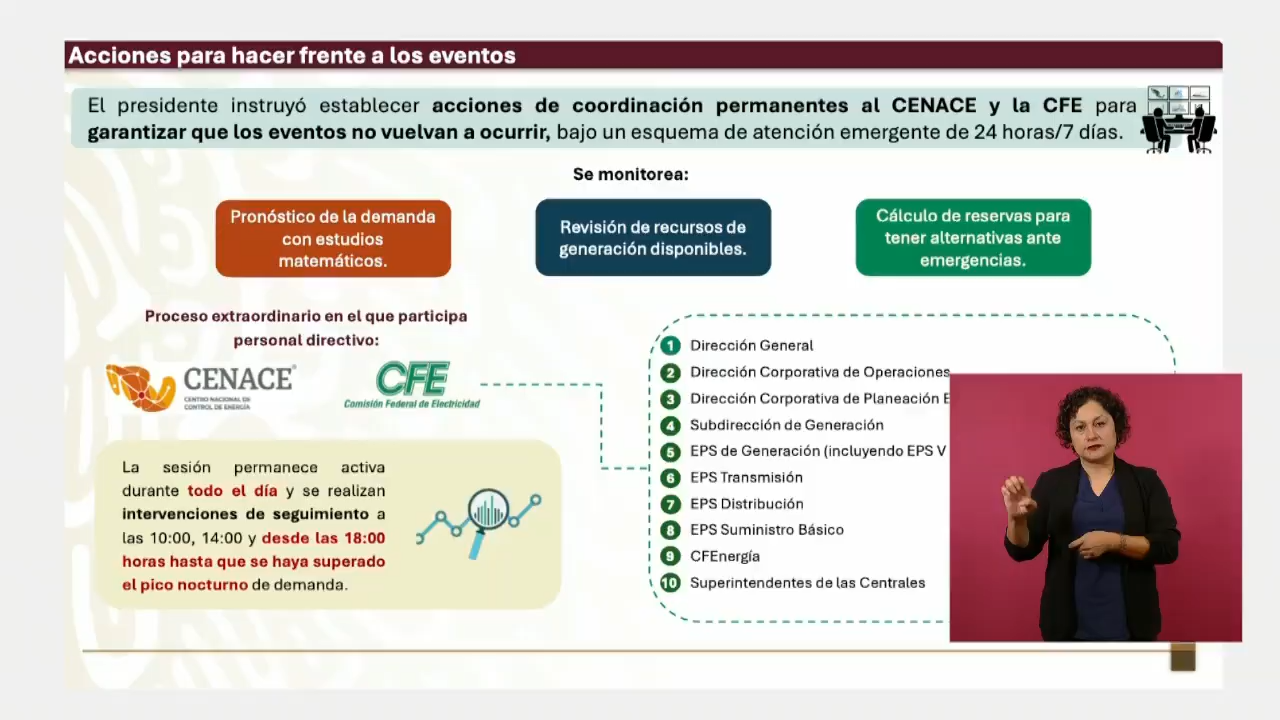 Acciones para hacer frente a los eventos
El presidente instruyó establecer acciones de coordinación permanentes al CENACE y la CFE para
garantizar que los eventos no vuelvan a ocurrir, bajo un esquema de atención emergente de 24 horas/7 días.
Se monitorea:
Pronóstico de la demanda
con estudios
matemáticos.
Revisión de recursos de
generación disponibles.
Cálculo de reservas para
tener alternativas ante
emergencias.
Proceso extraordinario en el que participa
personal directivo:
CENACE®
CENTRO NACIONAL DE
CONTROL DE ENERGÍA
CFE
Comisión Federal de Electricidad
La sesión permanece activa
durante todo el día y se realizan
intervenciones de seguimiento a
las 10:00, 14:00 y desde las 18:00
horas hasta que se haya superado
el pico nocturno de demanda.
1 Dirección General
2 Dirección Corporativa de Operaciones
3 Dirección Corporativa de Planeación E
4 Subdirección de Generación
5 EPS de Generación (incluyendo EPS V
6 EPS Transmisión
7 EPS Distribución
8 EPS Suministro Básico
9 CFEnergía
10 Superintendentes de las Centrales